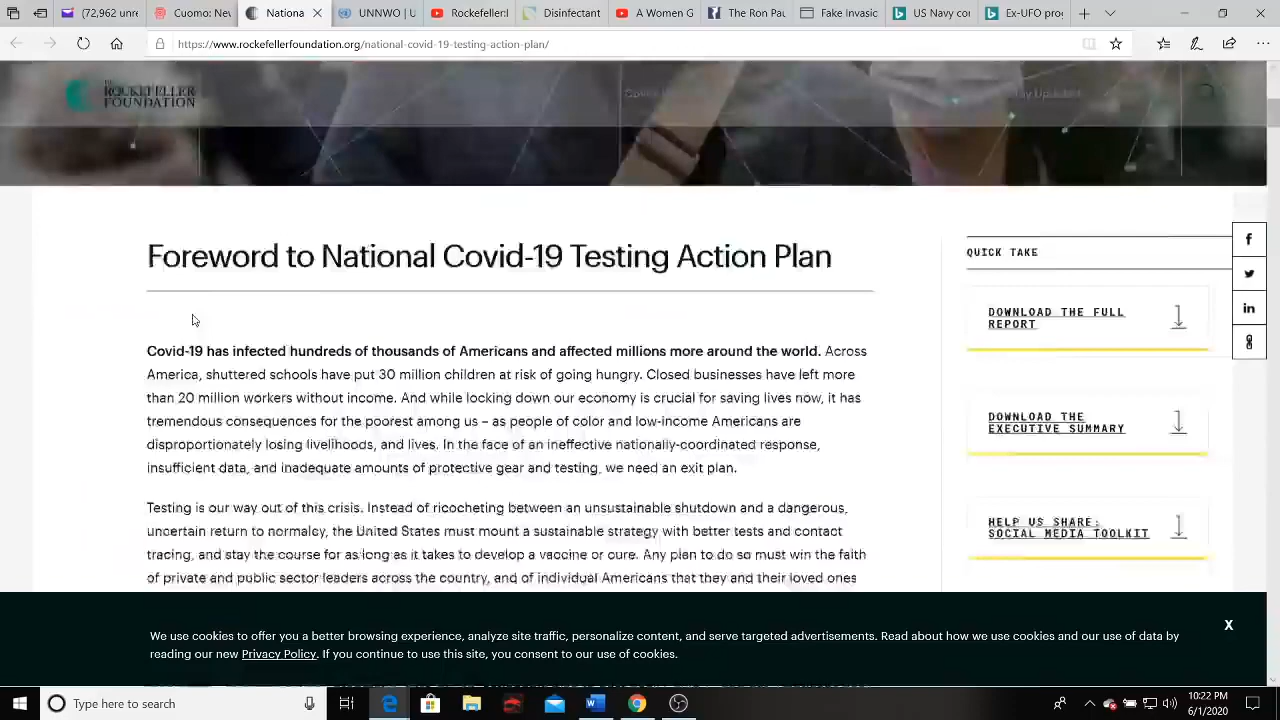 (7,962 unread
Cuomo New
Nationa
UNNWO | U
Rockefelle
Disinfectant
A Women G
The Ron Pau
Fake Invasio
US Navy co
Ex-UFO prog
https://www.rockefellerfoundation.org/national-covid-19-testing-action-plan/
ROCKEFELLER
FOUNDATION
Foreword to National Covid-19 Testing Action Plan
QUICK TAKE
DOWNLOAD THE FULL
REPORT
Covid-19 has infected hundreds of thousands of Americans and affected millions more around the world. Across
America, shuttered schools have put 30 million children at risk of going hungry. Closed businesses have left more
than 20 million workers without income. And while locking down our economy is crucial for saving lives now, it has
tremendous consequences for the poorest among us – as people of color and low-income Americans are
disproportionately losing livelihoods, and lives. In the face of an ineffective nationally-coordinated response,
insufficient data, and inadequate amounts of protective gear and testing, we need an exit plan.
DOWNLOAD THE
EXECUTIVE SUMMARY
Testing is our way out of this crisis. Instead of ricocheting between an unsustainable shutdown and a dangerous,
uncertain return to normalcy, the United States must mount a sustainable strategy with better tests and contact
tracing, and stay the course for as long as it takes to develop a vaccine or cure. Any plan to do so must win the faith
of private and public sector leaders across the country, and of individual Americans that they and their loved ones
HELP US SHARE:
SOCIAL MEDIA TOOLKIT
We use cookies to offer you a better browsing experience, analyze site traffic, personalize content, and serve targeted advertisements. Read about how we use cookies and our use of data by
reading our new Privacy Policy. If you continue to use this site, you consent to our use of cookies.
X
Type here to search
10:22 PM
6/1/2020